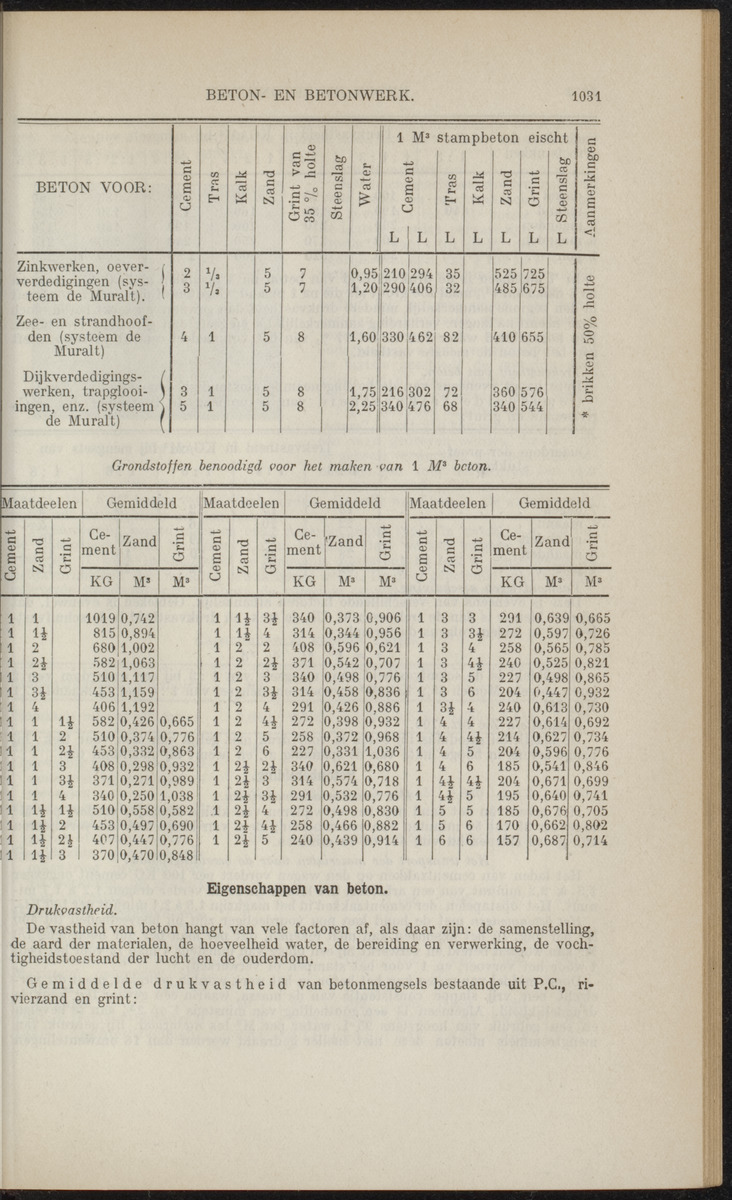 BETON- EN BETONWERK. 1031
BETON VOOR: Cement Tras Kalk Zand Grint van 35 % holte Steenslag Water 1 M³ stampbeton eischt Aanmerkingen
Cement Tras Kalk Zand Grint Steenslag
L L L L L L L
Zinkwerken, oever- 2 ½ 5 7 0,95 210 294 35 525 725
verdedigingen (sys- 3 ½ 5 7 1,20 290 406 32 485 675
teem de Muralt).
Zee- en strandhoof-
den (systeem de 4 1 5 8 1,60 330 462 82 410 655
Muralt)
Dijkverdedigings-
werken, trapglooi- 3 1 5 8 1,75 216 302 72 360 576
ingen, enz. (systeem 5 1 5 8 2,25 340 476 68 340 544
de Muralt)
* brikken 50% holte
Grondstoffen benoodigd voor het maken van 1 M³ beton.
Maatdeelen Gemiddeld Maatdeelen Gemiddeld Maatdeelen Gemiddeld
Cement Zand Grint Ce-ment Zand Grint Cement Zand Grint Ce-ment Zand Grint Cement Zand Grint Ce-ment Zand Grint
KG M³ M³ KG M³ M³ KG M³ M³
1 1 1019 0,742 1 1½ 3½ 340 0,373 0,906 1 3 3 291 0,639 0,665
1 1½ 815 0,894 1 1½ 4 314 0,344 0,956 1 3 3½ 272 0,597 0,726
1 2 680 1,002 1 2 2 408 0,596 0,621 1 3 4 258 0,565 0,785
1 2½ 582 1,063 1 2 2½ 371 0,542 0,707 1 3 4½ 240 0,525 0,821
1 3 510 1,117 1 2 3 340 0,498 0,776 1 3 5 227 0,498 0,865
1 3½ 453 1,159 1 2 3½ 314 0,458 0,836 1 3 6 204 0,447 0,932
1 4 406 1,192 1 2 4 291 0,426 0,886 1 3½ 4 240 0,613 0,730
1 1 1½ 582 0,426 0,665 1 2 4½ 272 0,398 0,932 1 4 4 227 0,614 0,692
1 1 2 510 0,374 0,776 1 2 5 258 0,372 0,968 1 4 4½ 214 0,627 0,734
1 1 2½ 453 0,332 0,863 1 2 6 227 0,331 1,036 1 4 5 204 0,596 0,776
1 1 3 408 0,298 0,932 1 2½ 2½ 340 0,621 0,680 1 4 6 185 0,541 0,846
1 1 3½ 371 0,271 0,989 1 2½ 3 314 0,574 0,718 1 4½ 4½ 204 0,671 0,699
1 1 4 340 0,250 1,038 1 2½ 3½ 291 0,532 0,776 1 4½ 5 195 0,640 0,741
1 1½ 1½ 510 0,558 0,582 1 2½ 4 272 0,498 0,830 1 5 5 185 0,676 0,705
1 1½ 2 453 0,497 0,690 1 2½ 4½ 258 0,466 0,882 1 5 6 170 0,662 0,802
1 1½ 2½ 407 0,447 0,776 1 2½ 5 240 0,439 0,914 1 6 6 157 0,687 0,714
1 1½ 3 370 0,470 0,848
Eigenschappen van beton.
Drukvastheid.
De vastheid van beton hangt van vele factoren af, als daar zijn: de samenstelling,
de aard der materialen, de hoeveelheid water, de bereiding en verwerking, de voch-
tigheidstoestand der lucht en de ouderdom.
Gemiddelde drukvastheid van betonmengsels bestaande uit P.C., ri-
vierzand en grint: